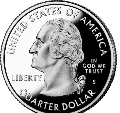 UNITED STATES OF AMERICA
LIBERTY
IN
GOD WE
TRUST
S
QUARTER DOLLAR